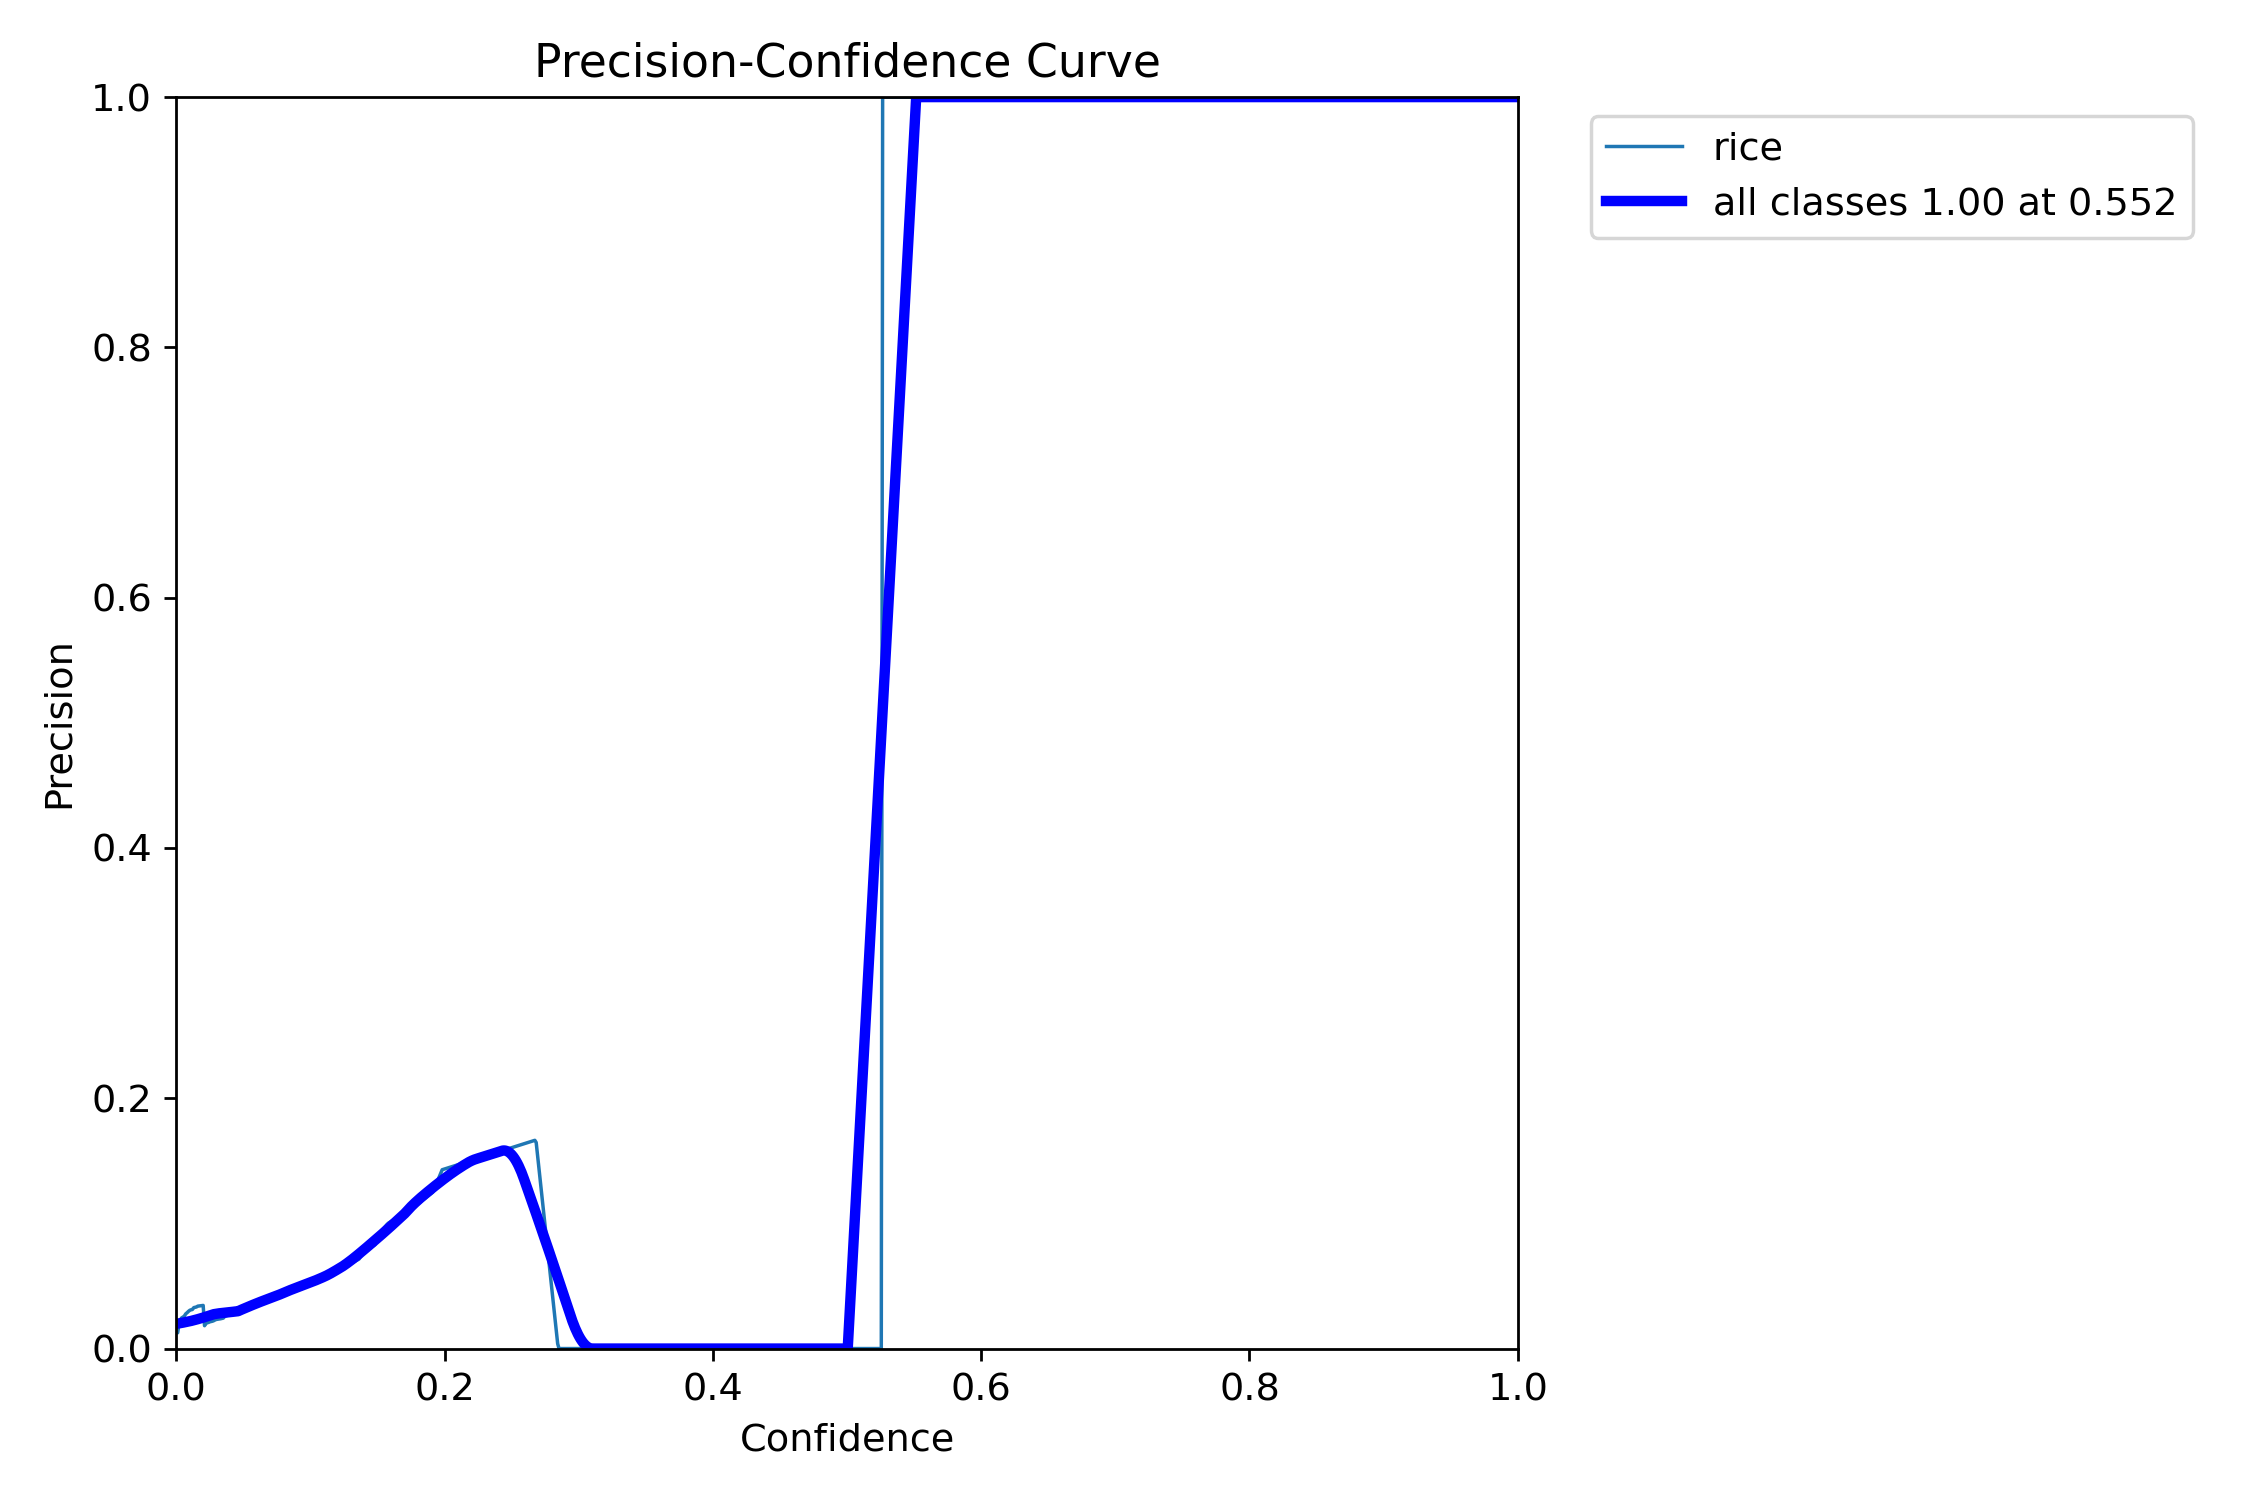 Precision-Confidence Curve
1.0
0.8
0.6
0.4
0.2
0.0
Precision
0.0 0.2 0.4 0.6 0.8 1.0
Confidence
rice
all classes 1.00 at 0.552